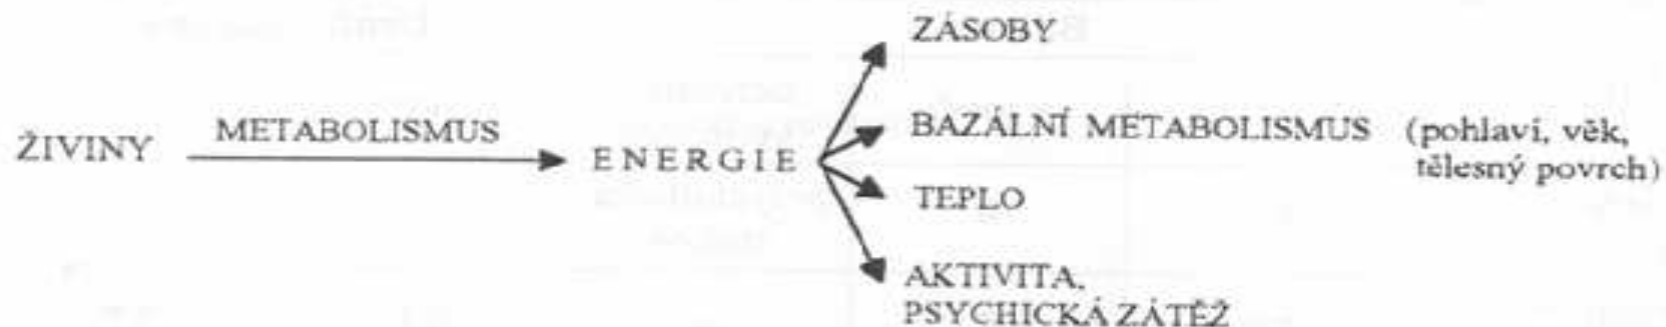 ZÁSOBY
ŽIVINY
METABOLISMUS
ENERGIE
BAZÁLNÍ METABOLISMUS (pohlaví, věk,
tělesný povrch)
TEPLO
AKTIVITA,
PSYCHICKÁ ZÁTĚŽ